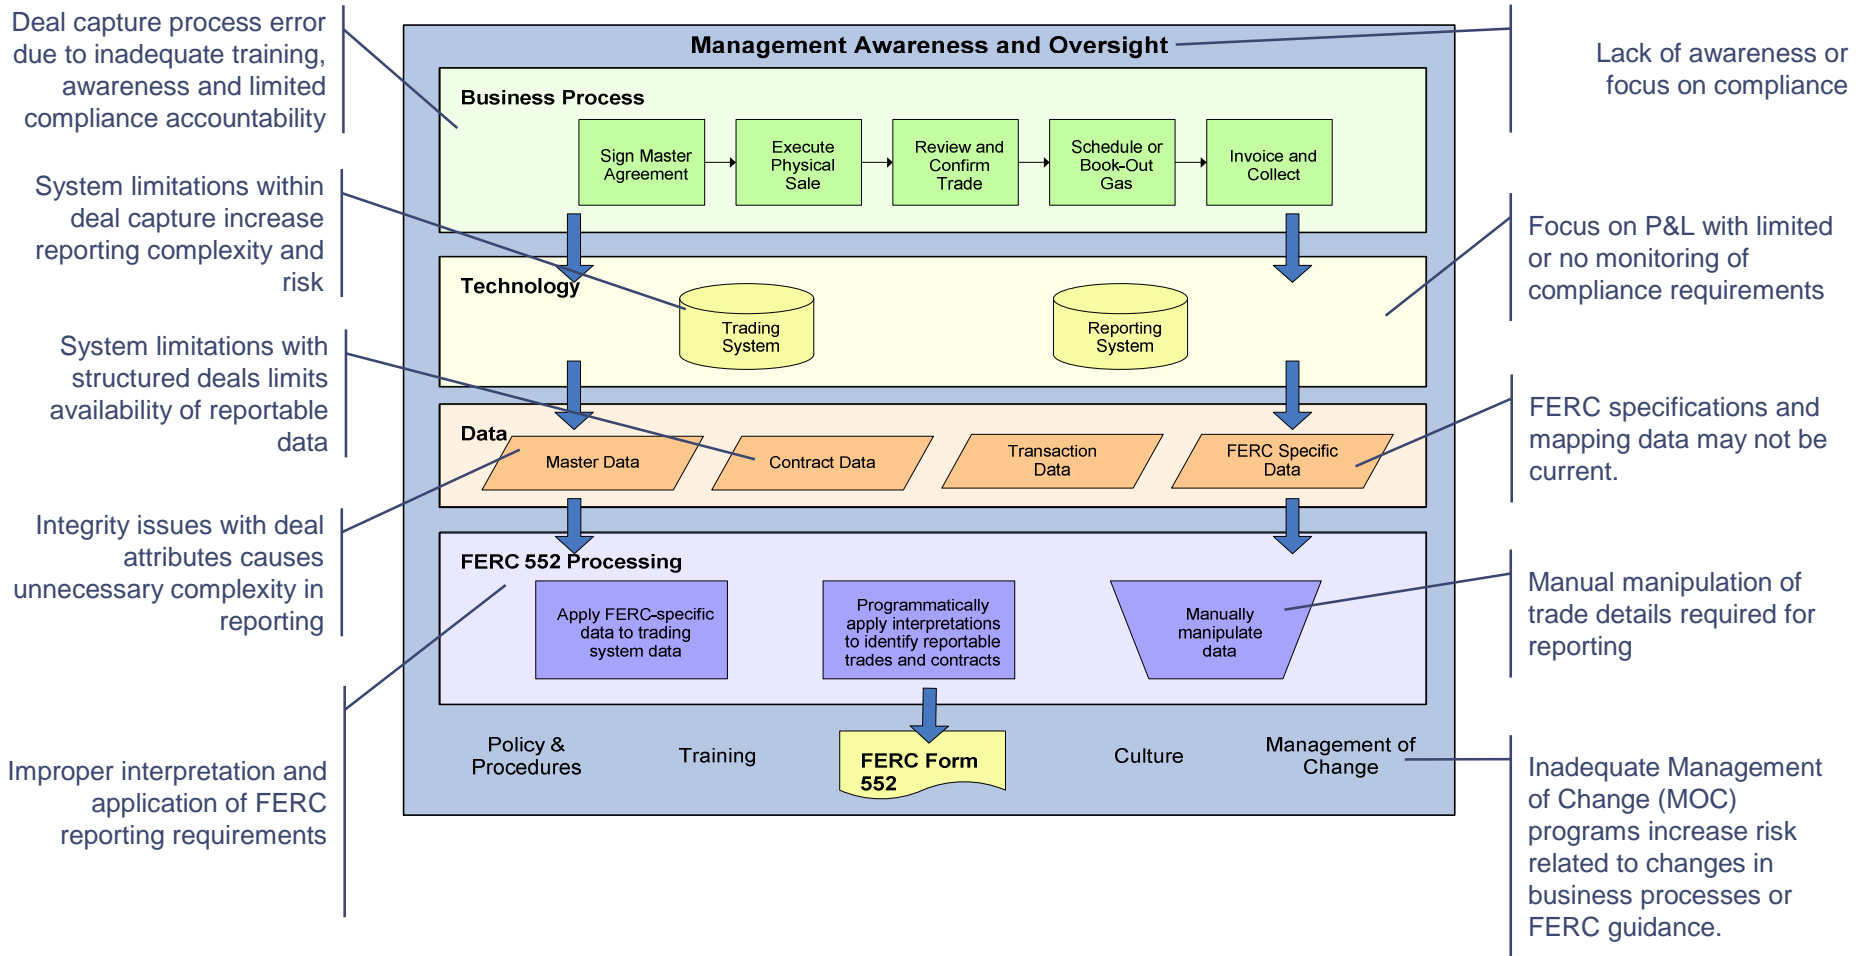 Deal capture process error
due to inadequate training,
awareness and limited
compliance accountability
System limitations within
deal capture increase
reporting complexity and
risk
System limitations with
structured deals limits
availability of reportable
data
Integrity issues with deal
attributes causes
unnecessary complexity in
reporting
Improper interpretation and
application of FERC
reporting requirements
Management Awareness and Oversight
Business Process
Sign Master
Agreement
Execute
Physical
Sale
Review and
Confirm
Trade
Schedule or
Book-Out
Gas
Invoice and
Collect
Technology
Trading
System
Reporting
System
Data
Master Data
Contract Data
Transaction
Data
FERC Specific
Data
FERC 552 Processing
Apply FERC-specific
data to trading
system data
Programmatically
apply interpretations
to identify reportable
trades and contracts
Manually
manipulate
data
Policy &
Procedures
Training
FERC Form
552
Culture
Management of
Change
Lack of awareness or
focus on compliance
Focus on P&L with limited
or no monitoring of
compliance requirements
FERC specifications and
mapping data may not be
current.
Manual manipulation of
trade details required for
reporting
Inadequate Management
of Change (MOC)
programs increase risk
related to changes in
business processes or
FERC guidance.